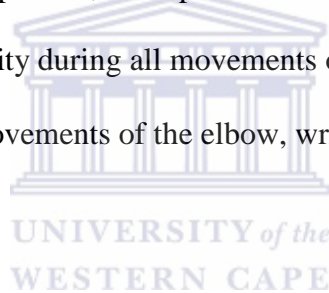 ity during all movements o
ovements of the elbow, wr
UNIVERSITY of the
WESTERN CAPE